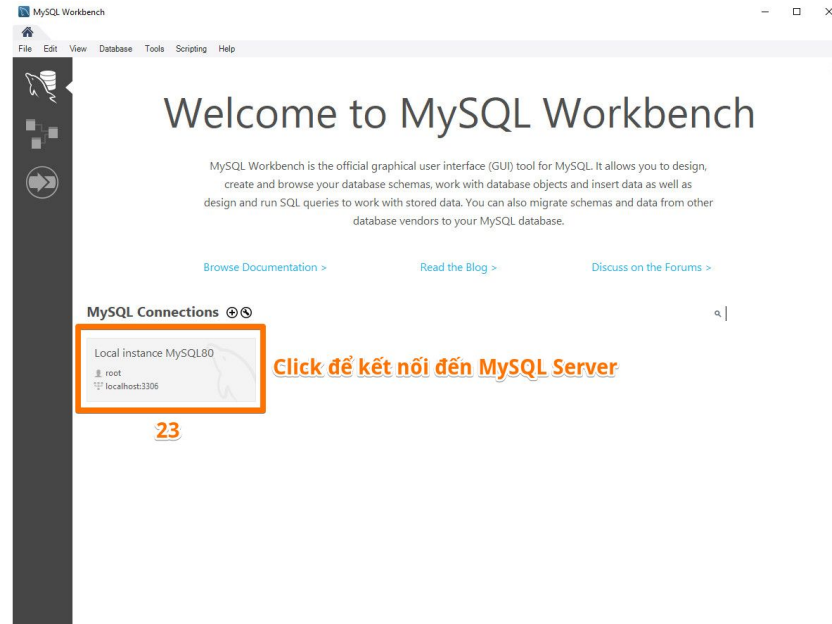 MySQL Workbench
File Edit View Database Tools Scripting Help
Welcome to MySQL Workbench
MySQL Workbench is the official graphical user interface (GUI) tool for MySQL. It allows you to design,
create and browse your database schemas, work with database objects and insert data as well as
design and run SQL queries to work with stored data. You can also migrate schemas and data from other
database vendors to your MySQL database.
Browse Documentation > Read the Blog > Discuss on the Forums >
MySQL Connections
Local instance MySQL80
root
localhost:3306
Click để kết nối đến MySQL Server
23